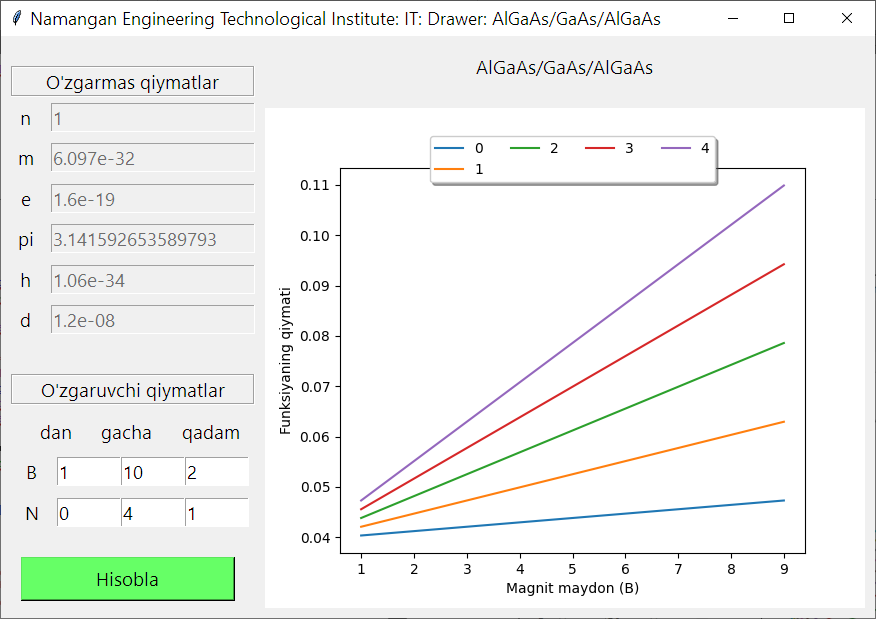 Namangan Engineering Technological Institute: IT: Drawer: AlGaAs/GaAs/AlGaAs
O'zgarmas qiymatlar
n 1
m 6.097e-32
e 1.6e-19
pi 3.141592653589793
h 1.06e-34
d 1.2e-08
O'zgaruvchi qiymatlar
dan gacha qadam
B 1 10 2
N 0 4 1
Hisobla
AlGaAs/GaAs/AlGaAs
0 2 3 4
1
0.11
0.10
0.09
0.08
0.07
0.06
0.05
0.04
Funksiyaning qiymati
1 2 3 4 5 6 7 8 9
Magnit maydon (B)